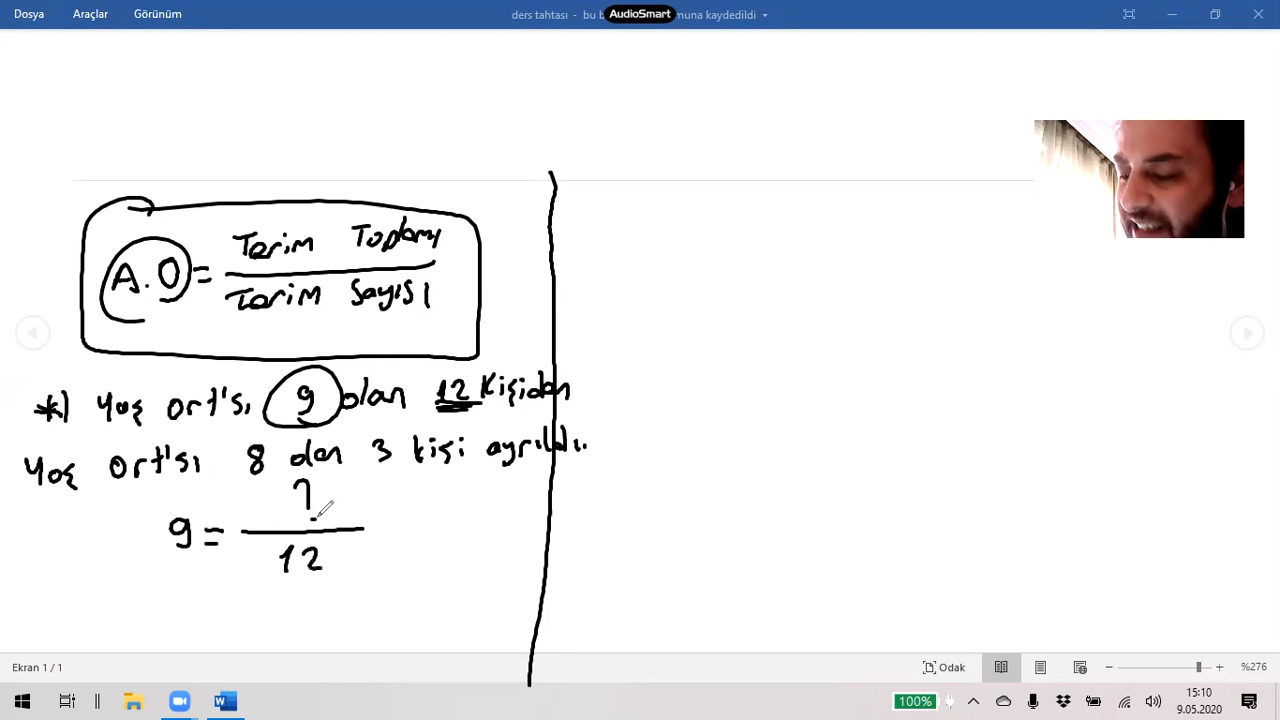 Dosya Araçlar Görünüm ders tahtası - bu b AudioSmart muna kaydedildi
A.O = Terim Toplamı
Terim Sayısı
*) Yaş ort'sı 9 olan 12 kişiden
Yaş ort'sı 8 olan 3 kişi ayrıldı.
9 = ?
12
Ekran 1 / 1 Odak %276
100% 15:10
9.05.2020